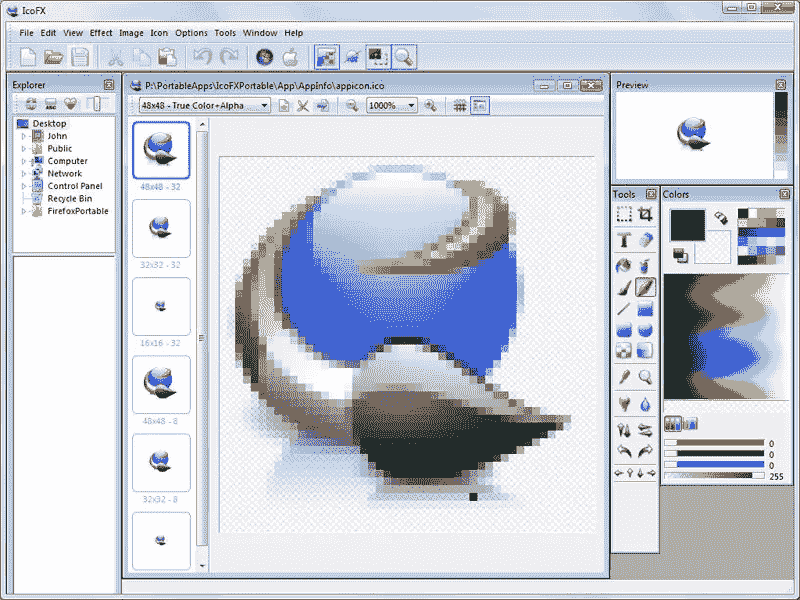 IcoFX
File Edit View Effect Image Icon Options Tools Window Help
Explorer
Desktop
John
Public
Computer
Network
Control Panel
Recycle Bin
FirefoxPortable
P:\PortableApps\IcoFXPortable\App\AppInfo\appicon.ico
48x48 - True Color+Alpha
1000%
48x48 - 32
32x32 - 32
16x16 - 32
48x48 - 8
32x32 - 8
Preview
Tools
Colors
0
0
0
255